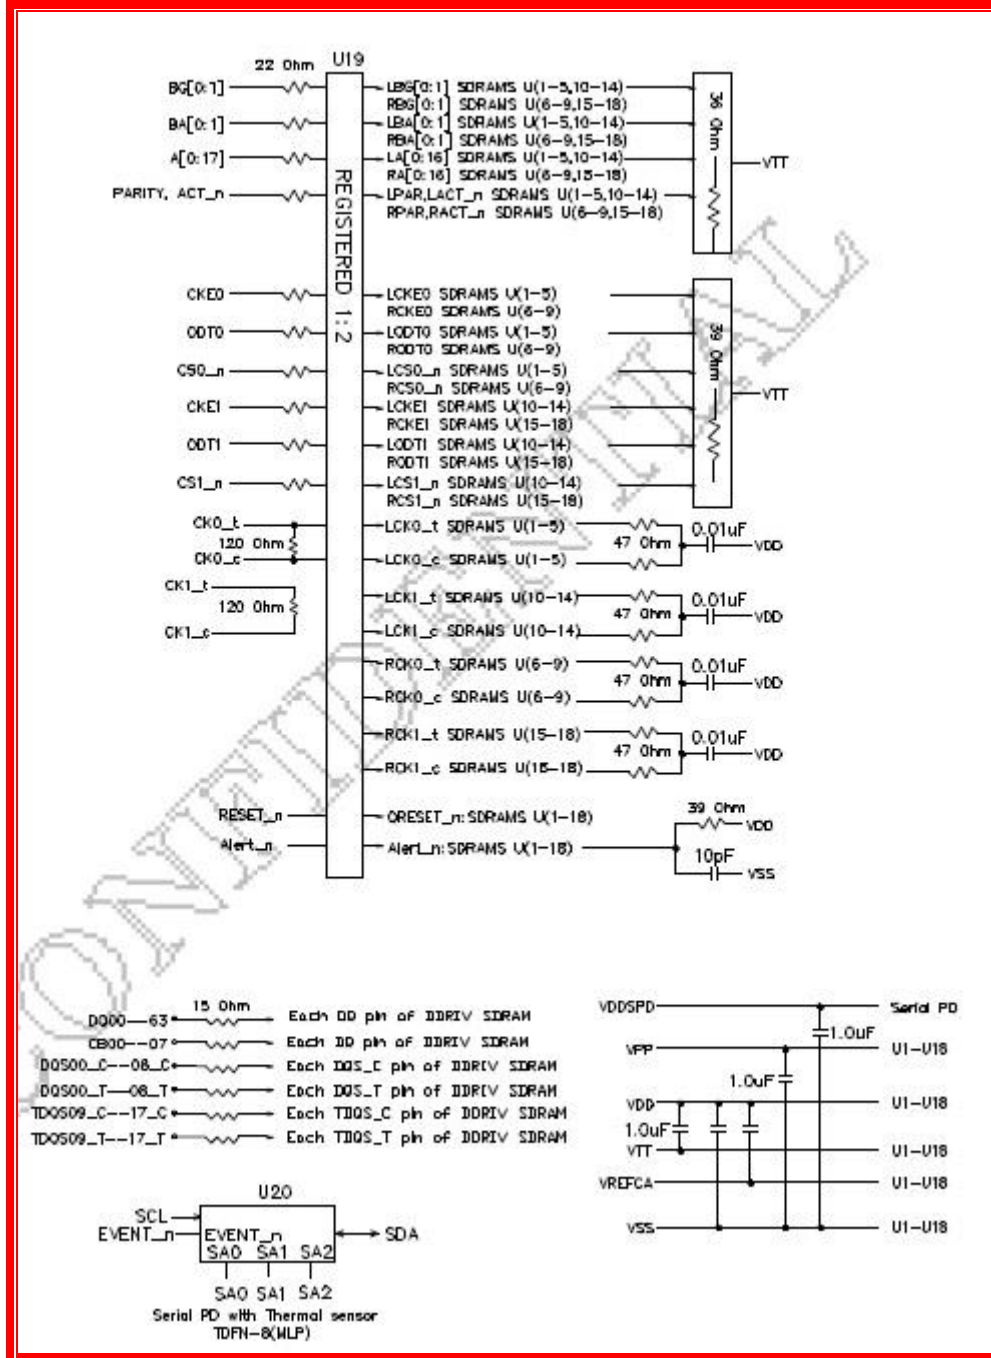 U19
22 Ohm
BG[0:1]
LBG[0:1] SDRAMS U(1-5,10-14)
RBG[0:1] SDRAMS U(6-9,15-18)
BA[0:1]
LBA[0:1] SDRAMS U(1-5,10-14)
RBA[0:1] SDRAMS U(6-9,15-18)
A[0:17]
LA[0:16] SDRAMS U(1-5,10-14)
RA[0:16] SDRAMS U(6-9,15-18)
PARITY, ACT_n
LPAR,LACT_n SDRAMS U(1-5,10-14)
RPAR,RACT_n SDRAMS U(6-9,15-18)
36 Ohm
VTT
REGISTERED 1:2
CKE0
LCKE0 SDRAMS U(1-5)
RCKE0 SDRAMS U(6-9)
ODT0
LODT0 SDRAMS U(1-5)
RODT0 SDRAMS U(6-9)
CS0_n
LCS0_n SDRAMS U(1-5)
RCS0_n SDRAMS U(6-9)
CKE1
LCKE1 SDRAMS U(10-14)
RCKE1 SDRAMS U(15-18)
ODT1
LODT1 SDRAMS U(10-14)
RODT1 SDRAMS U(15-18)
CS1_n
LCS1_n SDRAMS U(10-14)
RCS1_n SDRAMS U(15-18)
39 Ohm
VTT
CK0_t
120 Ohm
CK0_c
LCK0_t SDRAMS U(1-5)
LCK0_c SDRAMS U(1-5)
47 Ohm
0.01uF
VDD
CK1_t
120 Ohm
CK1_c
LCK1_t SDRAMS U(10-14)
LCK1_c SDRAMS U(10-14)
47 Ohm
0.01uF
VDD
RCK0_t SDRAMS U(6-9)
RCK0_c SDRAMS U(6-9)
47 Ohm
0.01uF
VDD
RCK1_t SDRAMS U(15-18)
RCK1_c SDRAMS U(16-18)
47 Ohm
0.01uF
VDD
RESET_n
QRESET_n:SDRAMS U(1-18)
Alert_n
Alert_n:SDRAMS U(1-18)
39 Ohm
VDD
10pF
VSS
CONFIDENTIAL
15 Ohm
DQ00--63 Each DQ pin of DDRIV SDRAM
CB00--07 Each DQ pin of DDRIV SDRAM
DQS00_C--08_C Each DQS_C pin of DDRIV SDRAM
DQS00_T--08_T Each DQS_T pin of DDRIV SDRAM
TDQS09_C--17_C Each TDQS_C pin of DDRIV SDRAM
TDQS09_T--17_T Each TDQS_T pin of DDRIV SDRAM
VDDSPD
Serial PD
1.0uF
VPP
U1-U18
1.0uF
VDD
U1-U18
1.0uF
VTT
U1-U18
VREFCA
U1-U18
VSS
U1-U18
U20
SCL
EVENT_n
EVENT_n
SDA
SA0 SA1 SA2
SA0 SA1 SA2
Serial PD with Thermal sensor
TDFN-8(WLP)